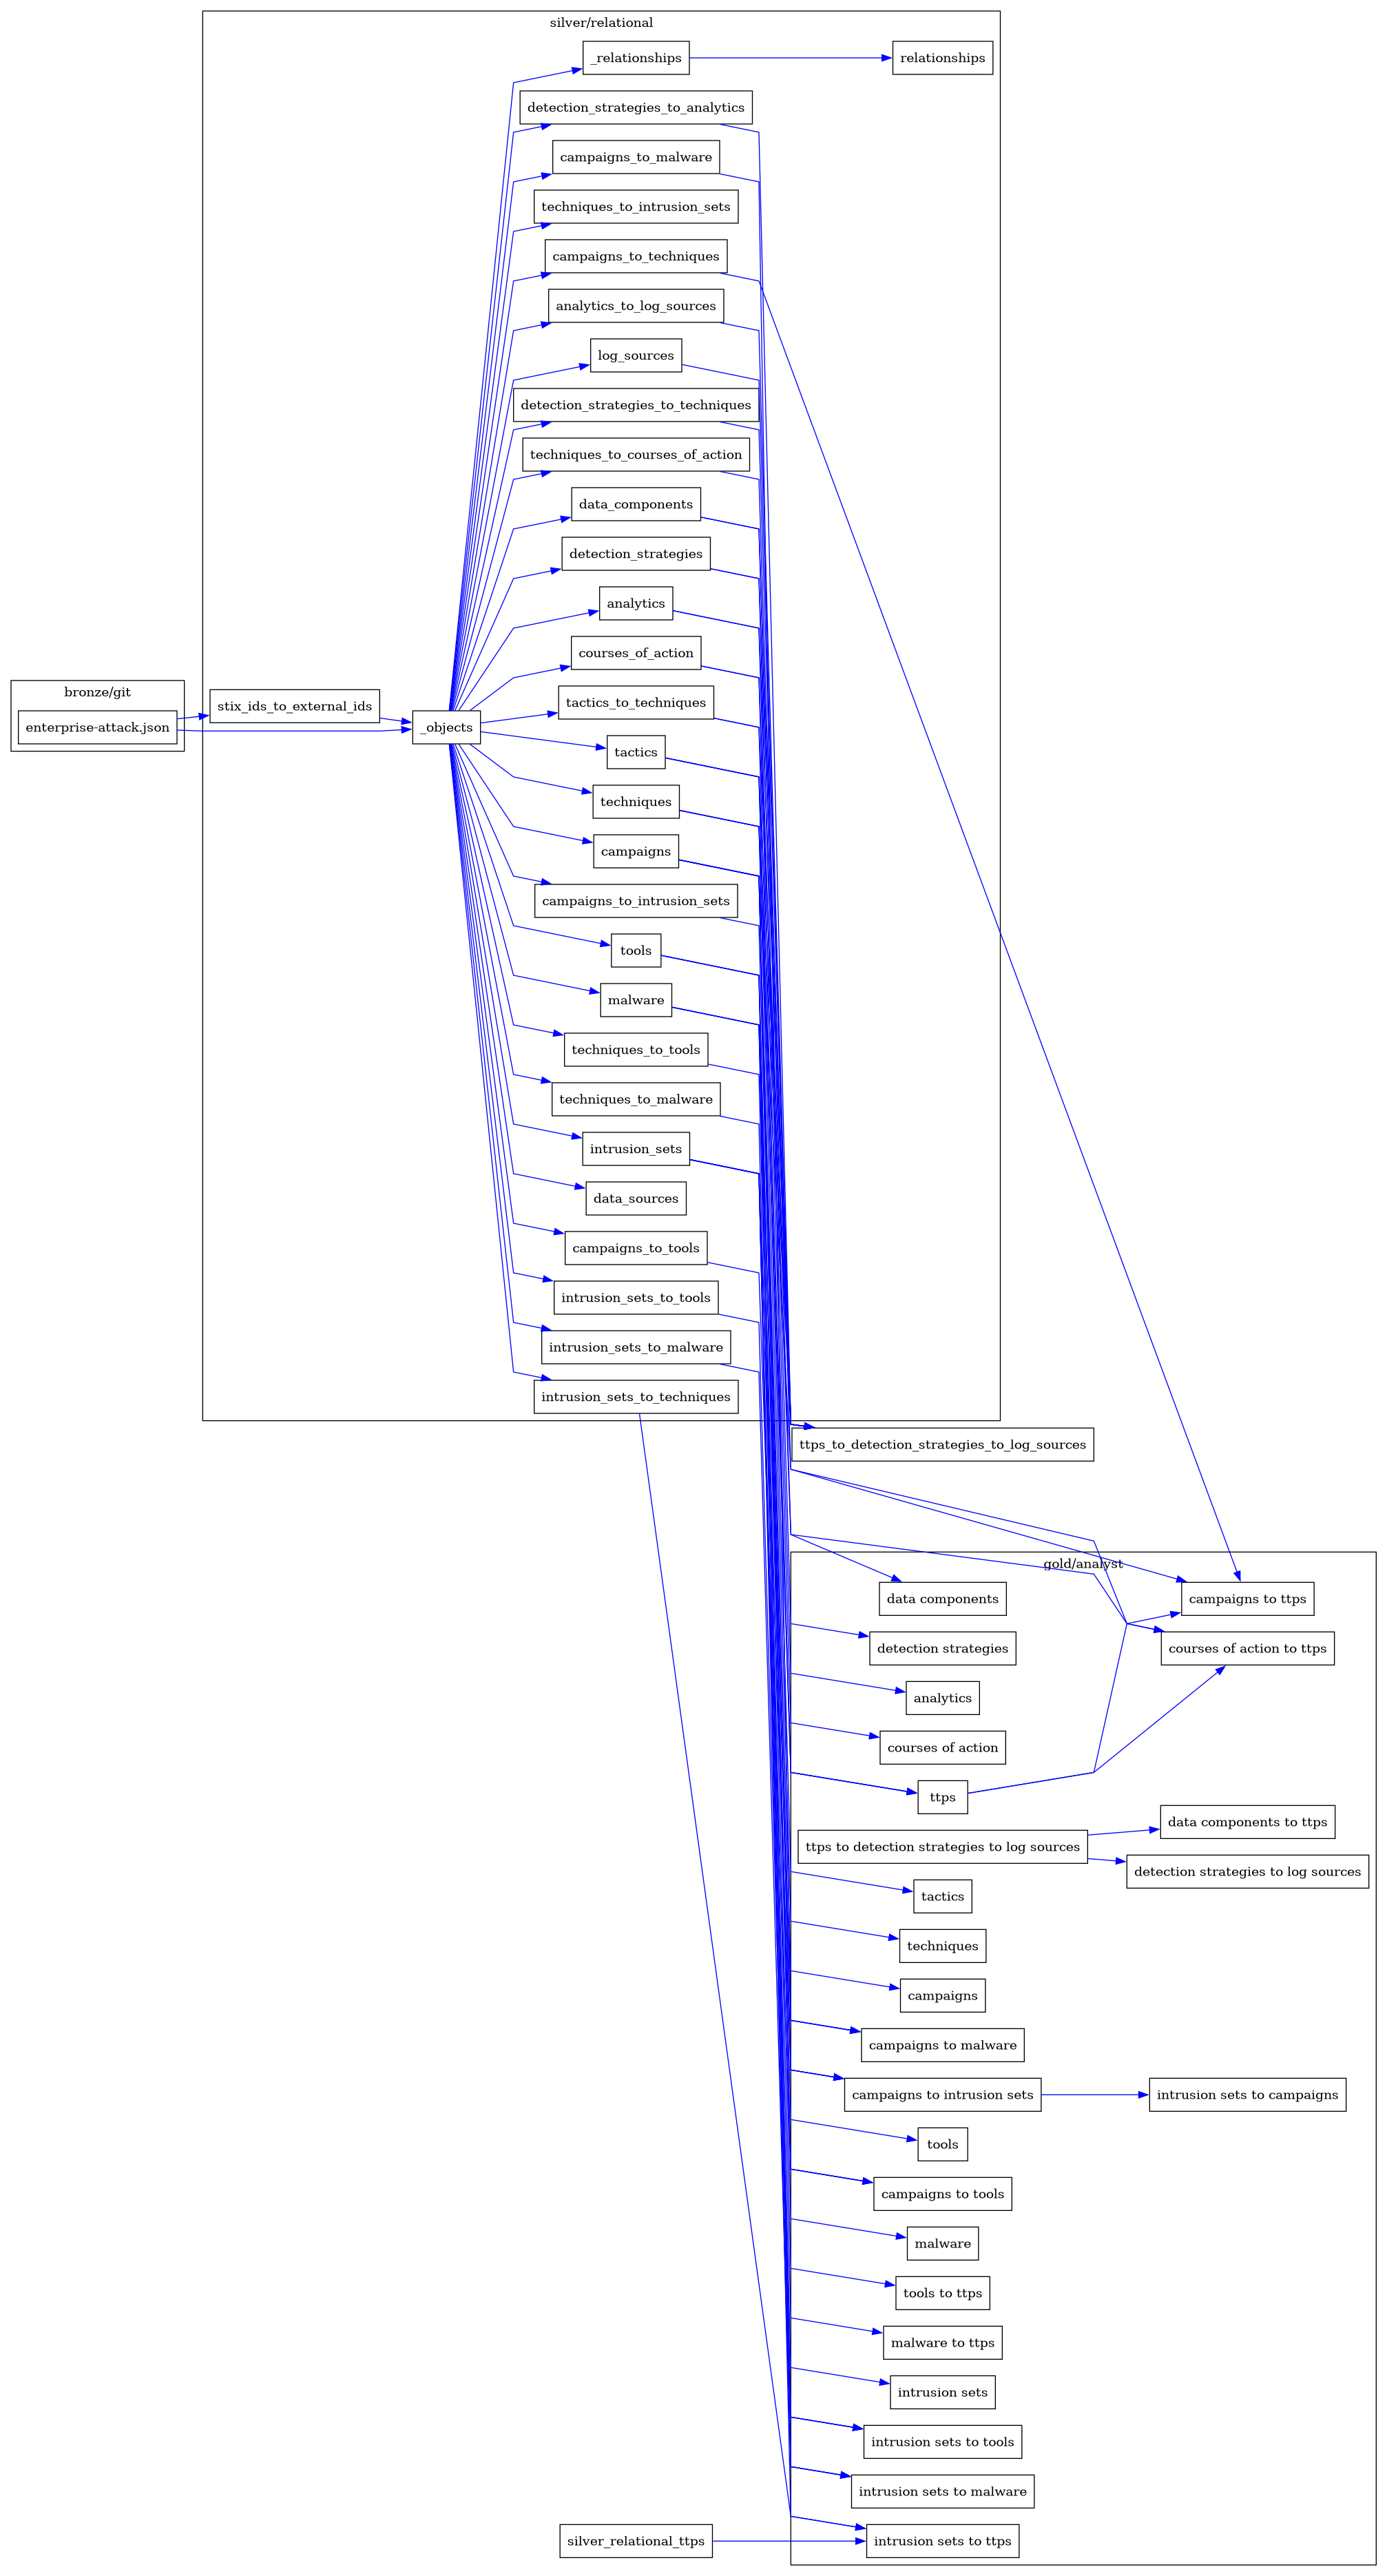 silver/relational
_relationships
relationships
detection_strategies_to_analytics
campaigns_to_malware
techniques_to_intrusion_sets
campaigns_to_techniques
analytics_to_log_sources
log_sources
detection_strategies_to_techniques
techniques_to_courses_of_action
data_components
detection_strategies
analytics
courses_of_action
bronze/git
enterprise-attack.json
stix_ids_to_external_ids
_objects
tactics_to_techniques
tactics
techniques
campaigns
campaigns_to_intrusion_sets
tools
malware
techniques_to_tools
techniques_to_malware
intrusion_sets
data_sources
campaigns_to_tools
intrusion_sets_to_tools
intrusion_sets_to_malware
intrusion_sets_to_techniques
ttps_to_detection_strategies_to_log_sources
gold/analyst
data components
campaigns to ttps
detection strategies
courses of action to ttps
analytics
courses of action
ttps
data components to ttps
ttps to detection strategies to log sources
detection strategies to log sources
tactics
techniques
campaigns
campaigns to malware
campaigns to intrusion sets
intrusion sets to campaigns
tools
campaigns to tools
malware
tools to ttps
malware to ttps
intrusion sets
intrusion sets to tools
intrusion sets to malware
silver_relational_ttps
intrusion sets to ttps